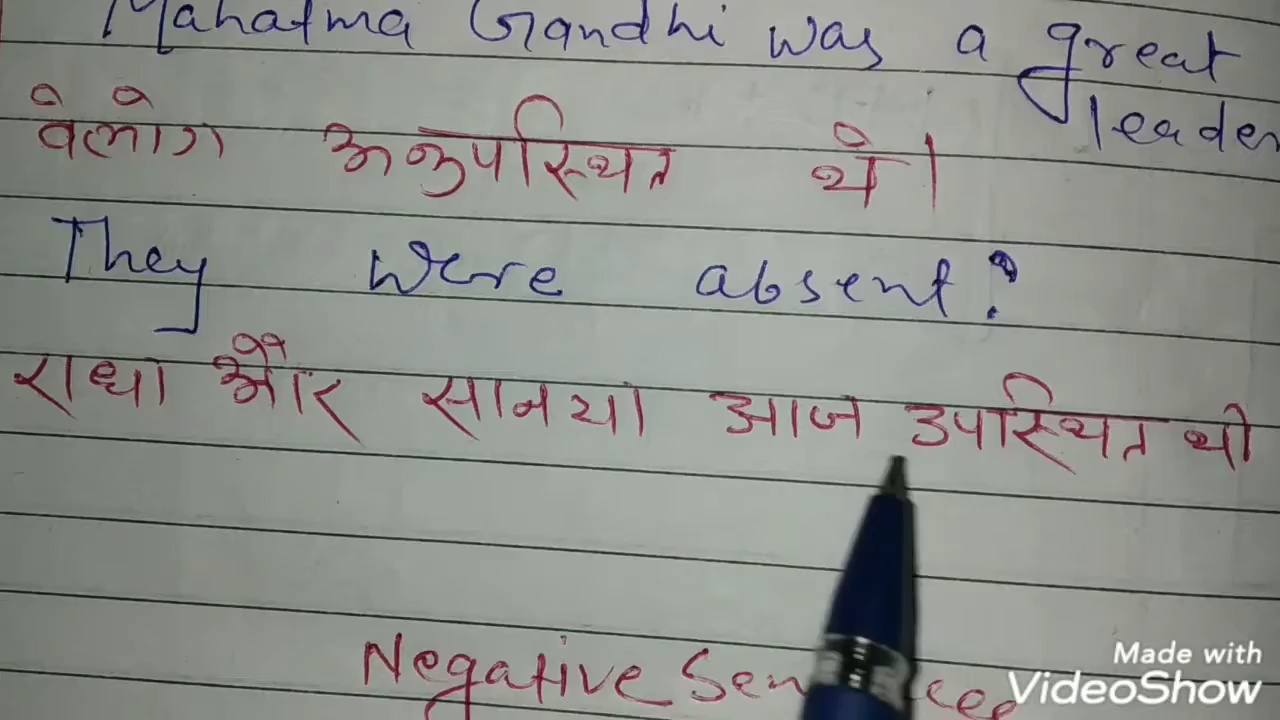 Mahatma Gandhi was a great
leader
वेलोग अनुपस्थित थे।
They were absent?
राधा और सानया आज उपस्थित थी
Negative Sen
Made with
VideoShow